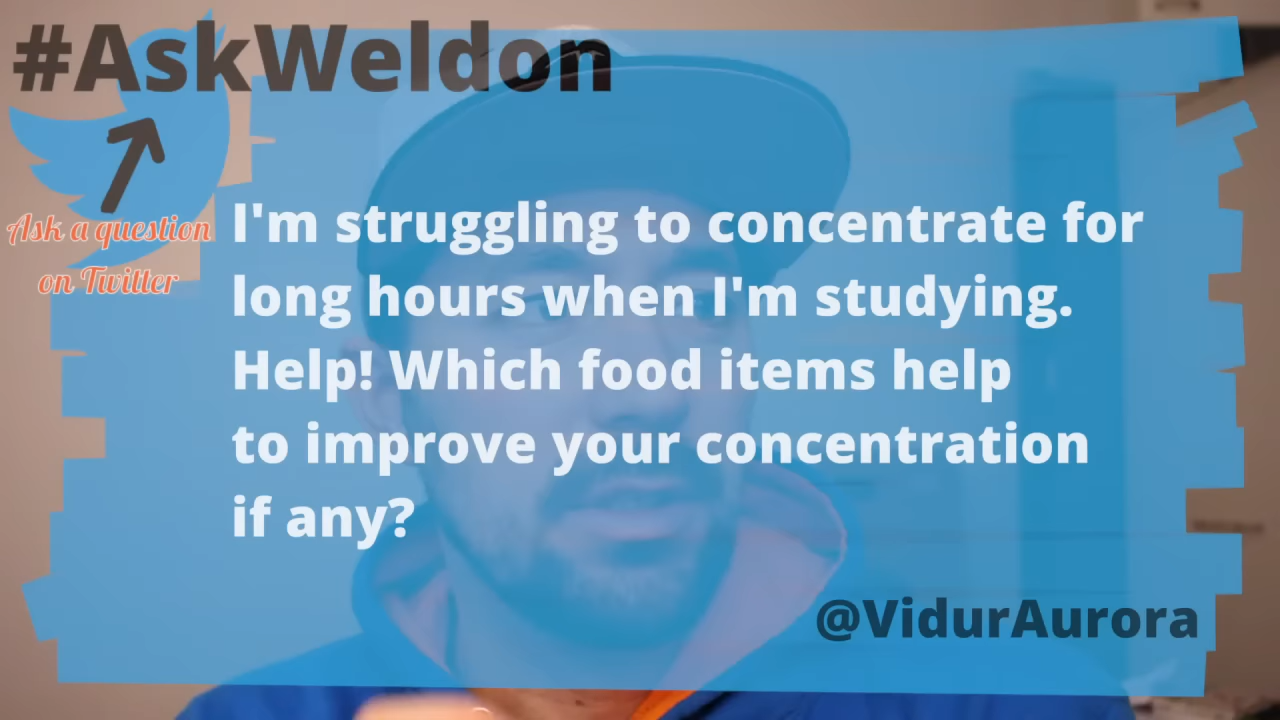 #AskWeldon
Ask a question
on Twitter
I'm struggling to concentrate for
long hours when I'm studying.
Help! Which food items help
to improve your concentration
if any?
@VidurAurora